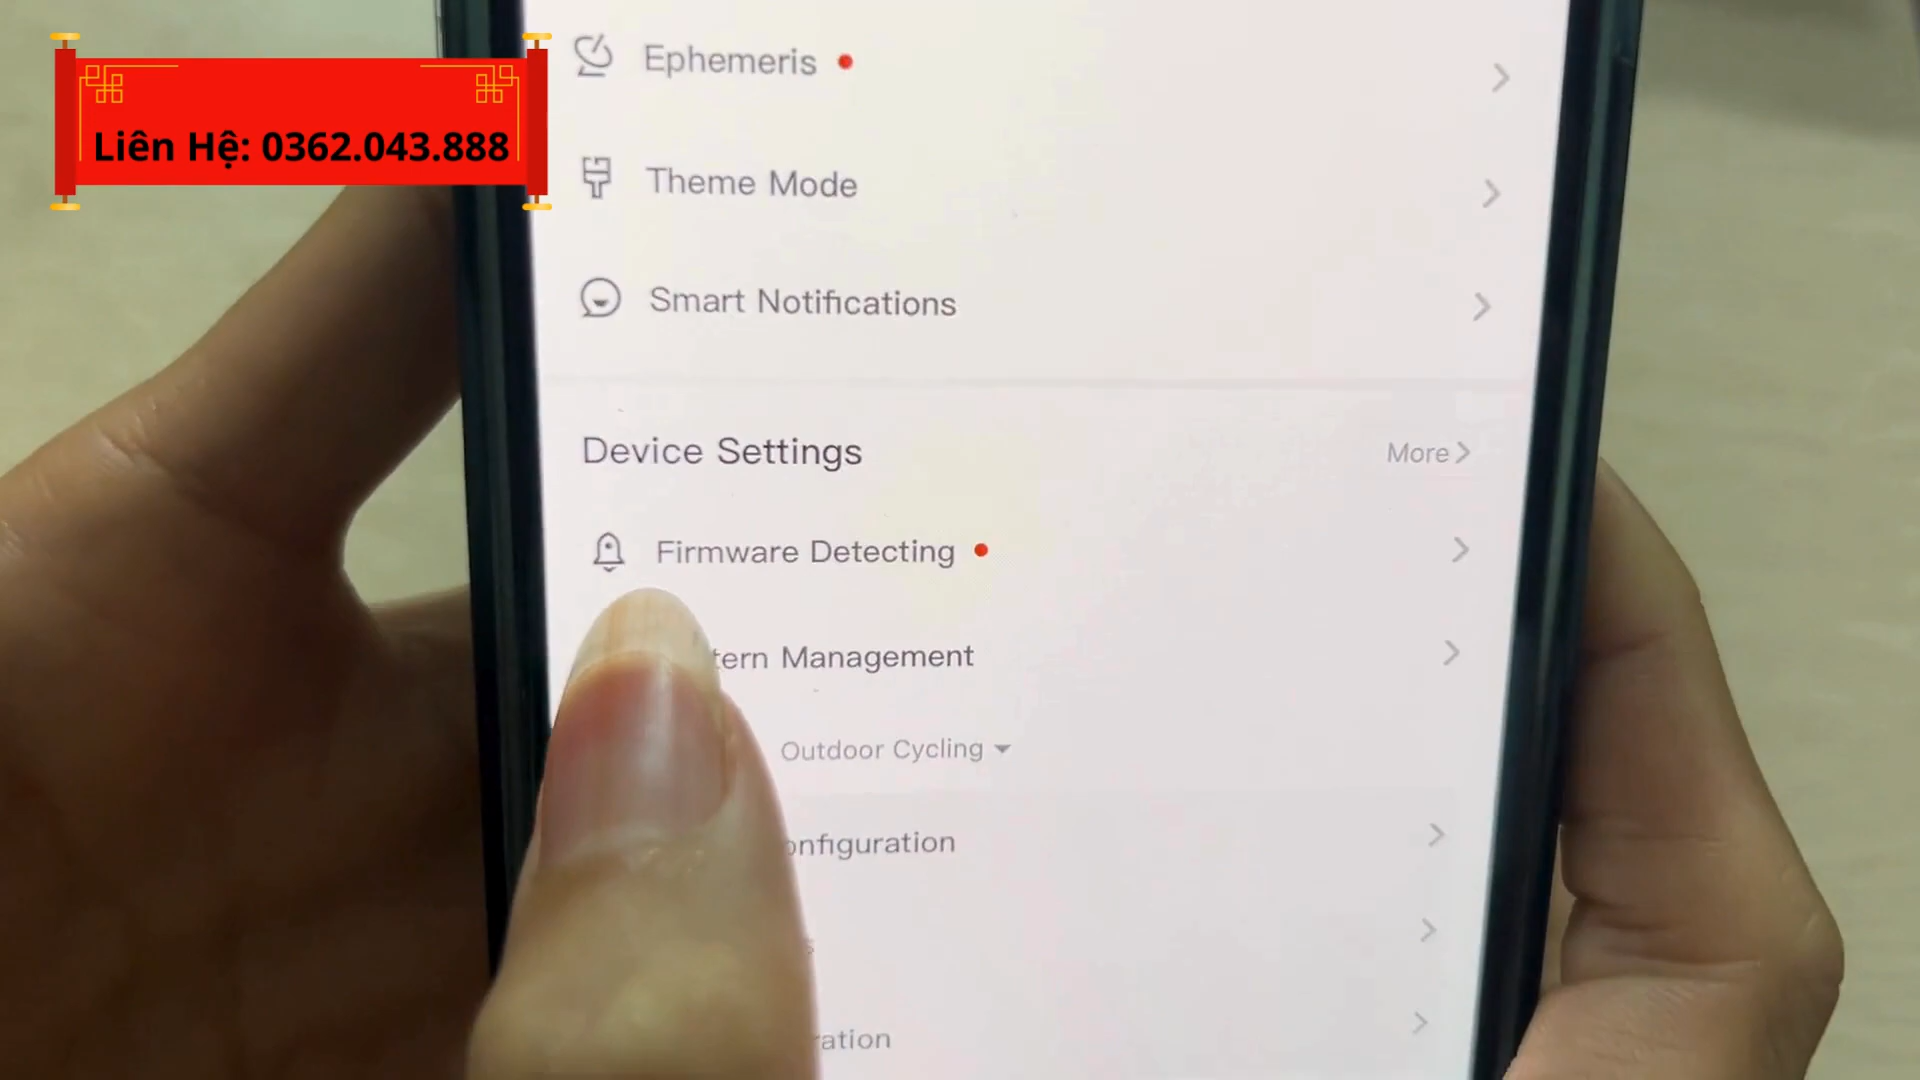 Liên Hệ: 0362.043.888
Ephemeris
Theme Mode
Smart Notifications
Device Settings
More
Firmware Detecting
tern Management
Outdoor Cycling
onfiguration
s
ration